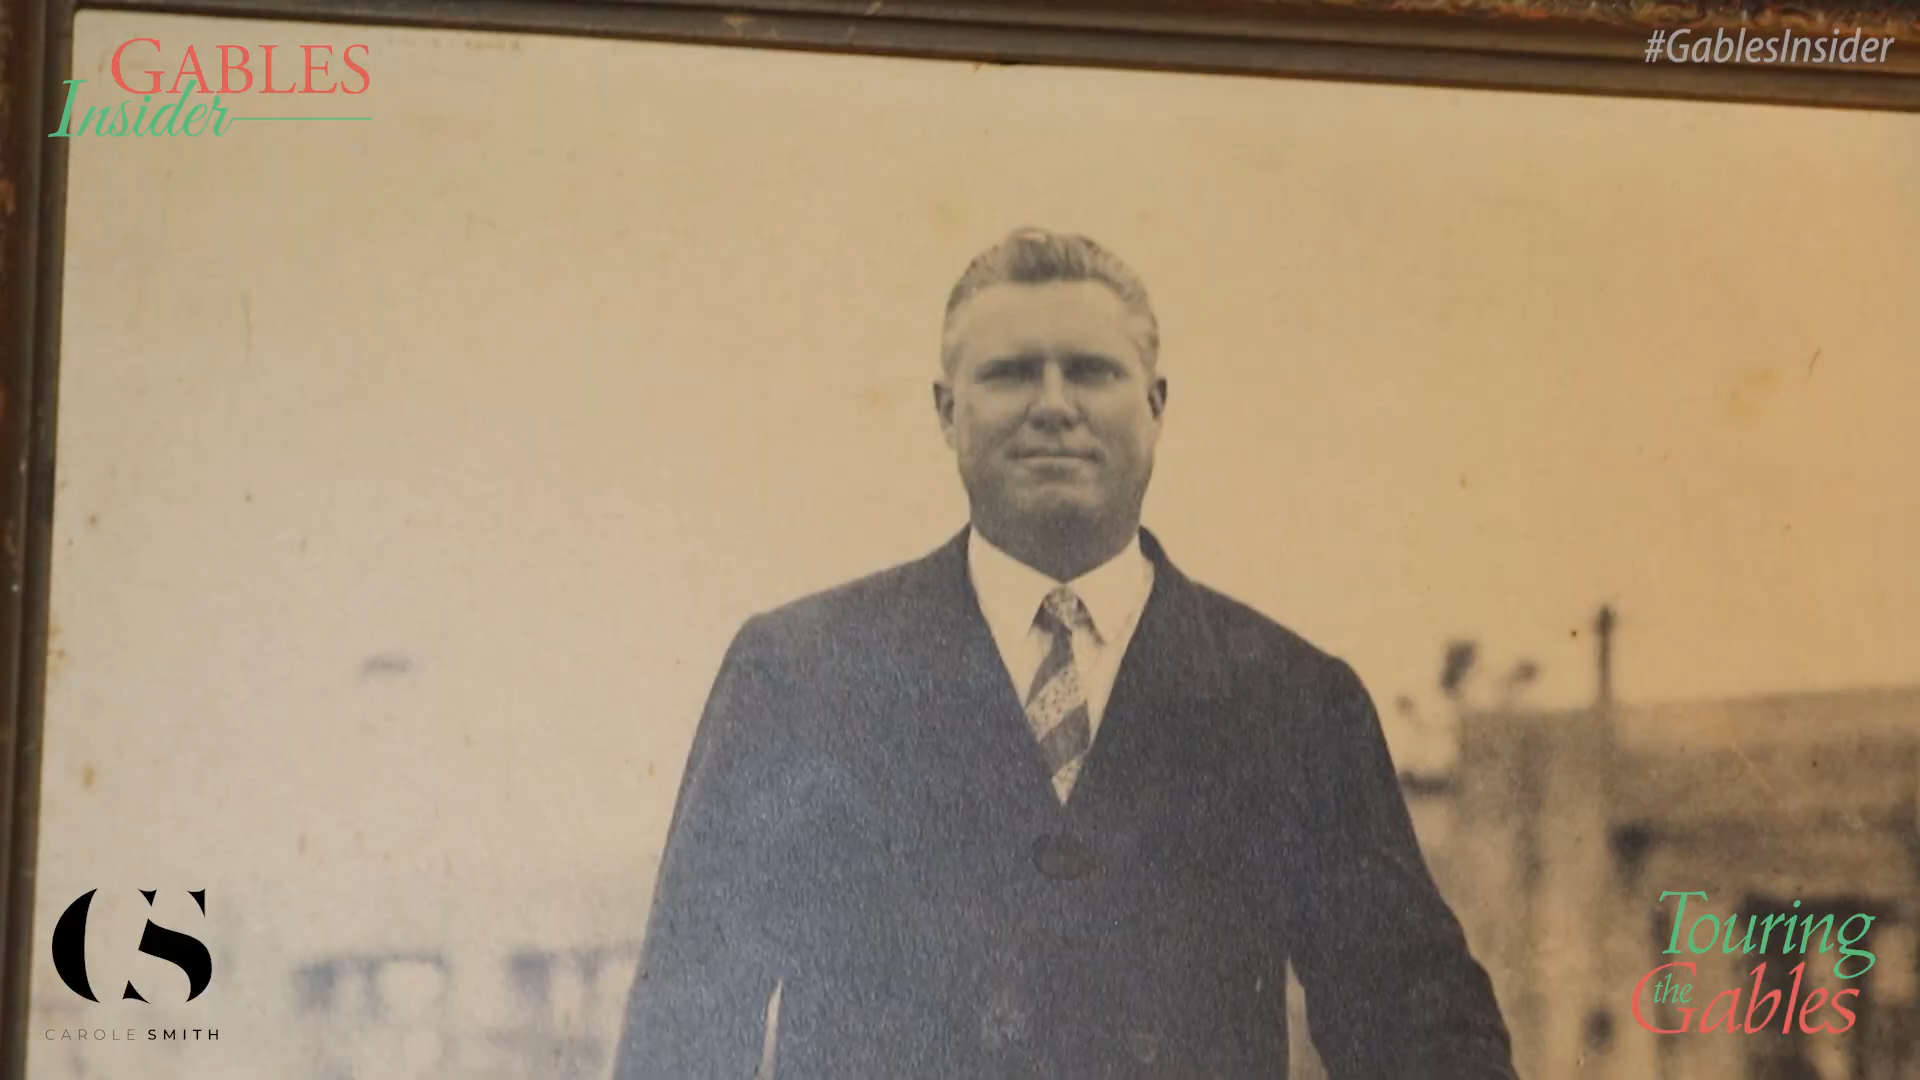 GABLES
Insider
#GablesInsider
CS
CAROLE SMITH
Touring
the Gables